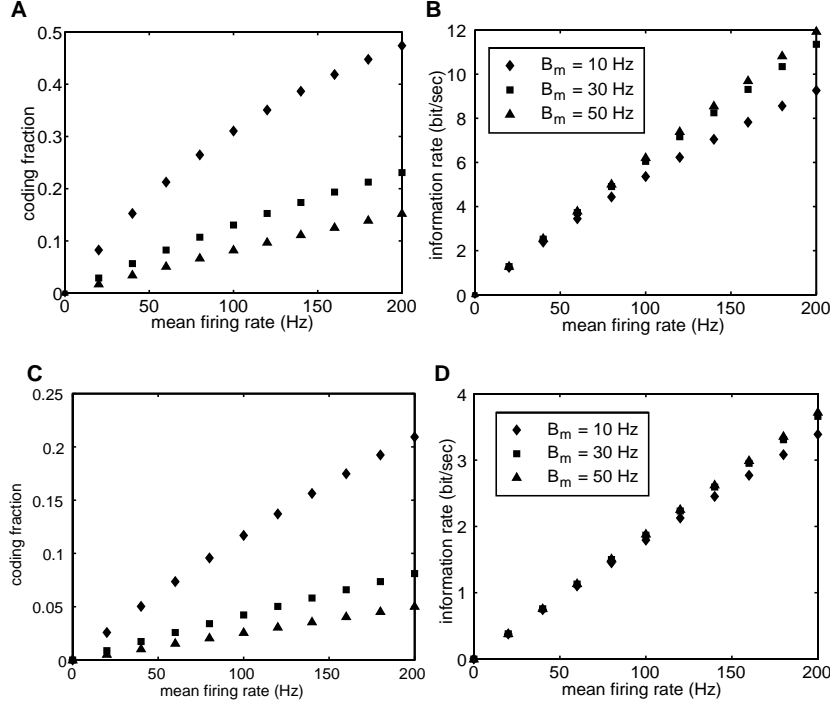 A
0.5
0.4
0.3
0.2
0.1
0
coding fraction
0 50 100 150 200
mean firing rate (Hz)
B
12
10
8
6
4
2
0
information rate (bit/sec)
B_m = 10 Hz
B_m = 30 Hz
B_m = 50 Hz
0 50 100 150 200
mean firing rate (Hz)
C
0.25
0.2
0.15
0.1
0.05
0
coding fraction
0 50 100 150 200
mean firing rate (Hz)
D
4
3
2
1
0
information rate (bit/sec)
B_m = 10 Hz
B_m = 30 Hz
B_m = 50 Hz
0 50 100 150 200
mean firing rate (Hz)